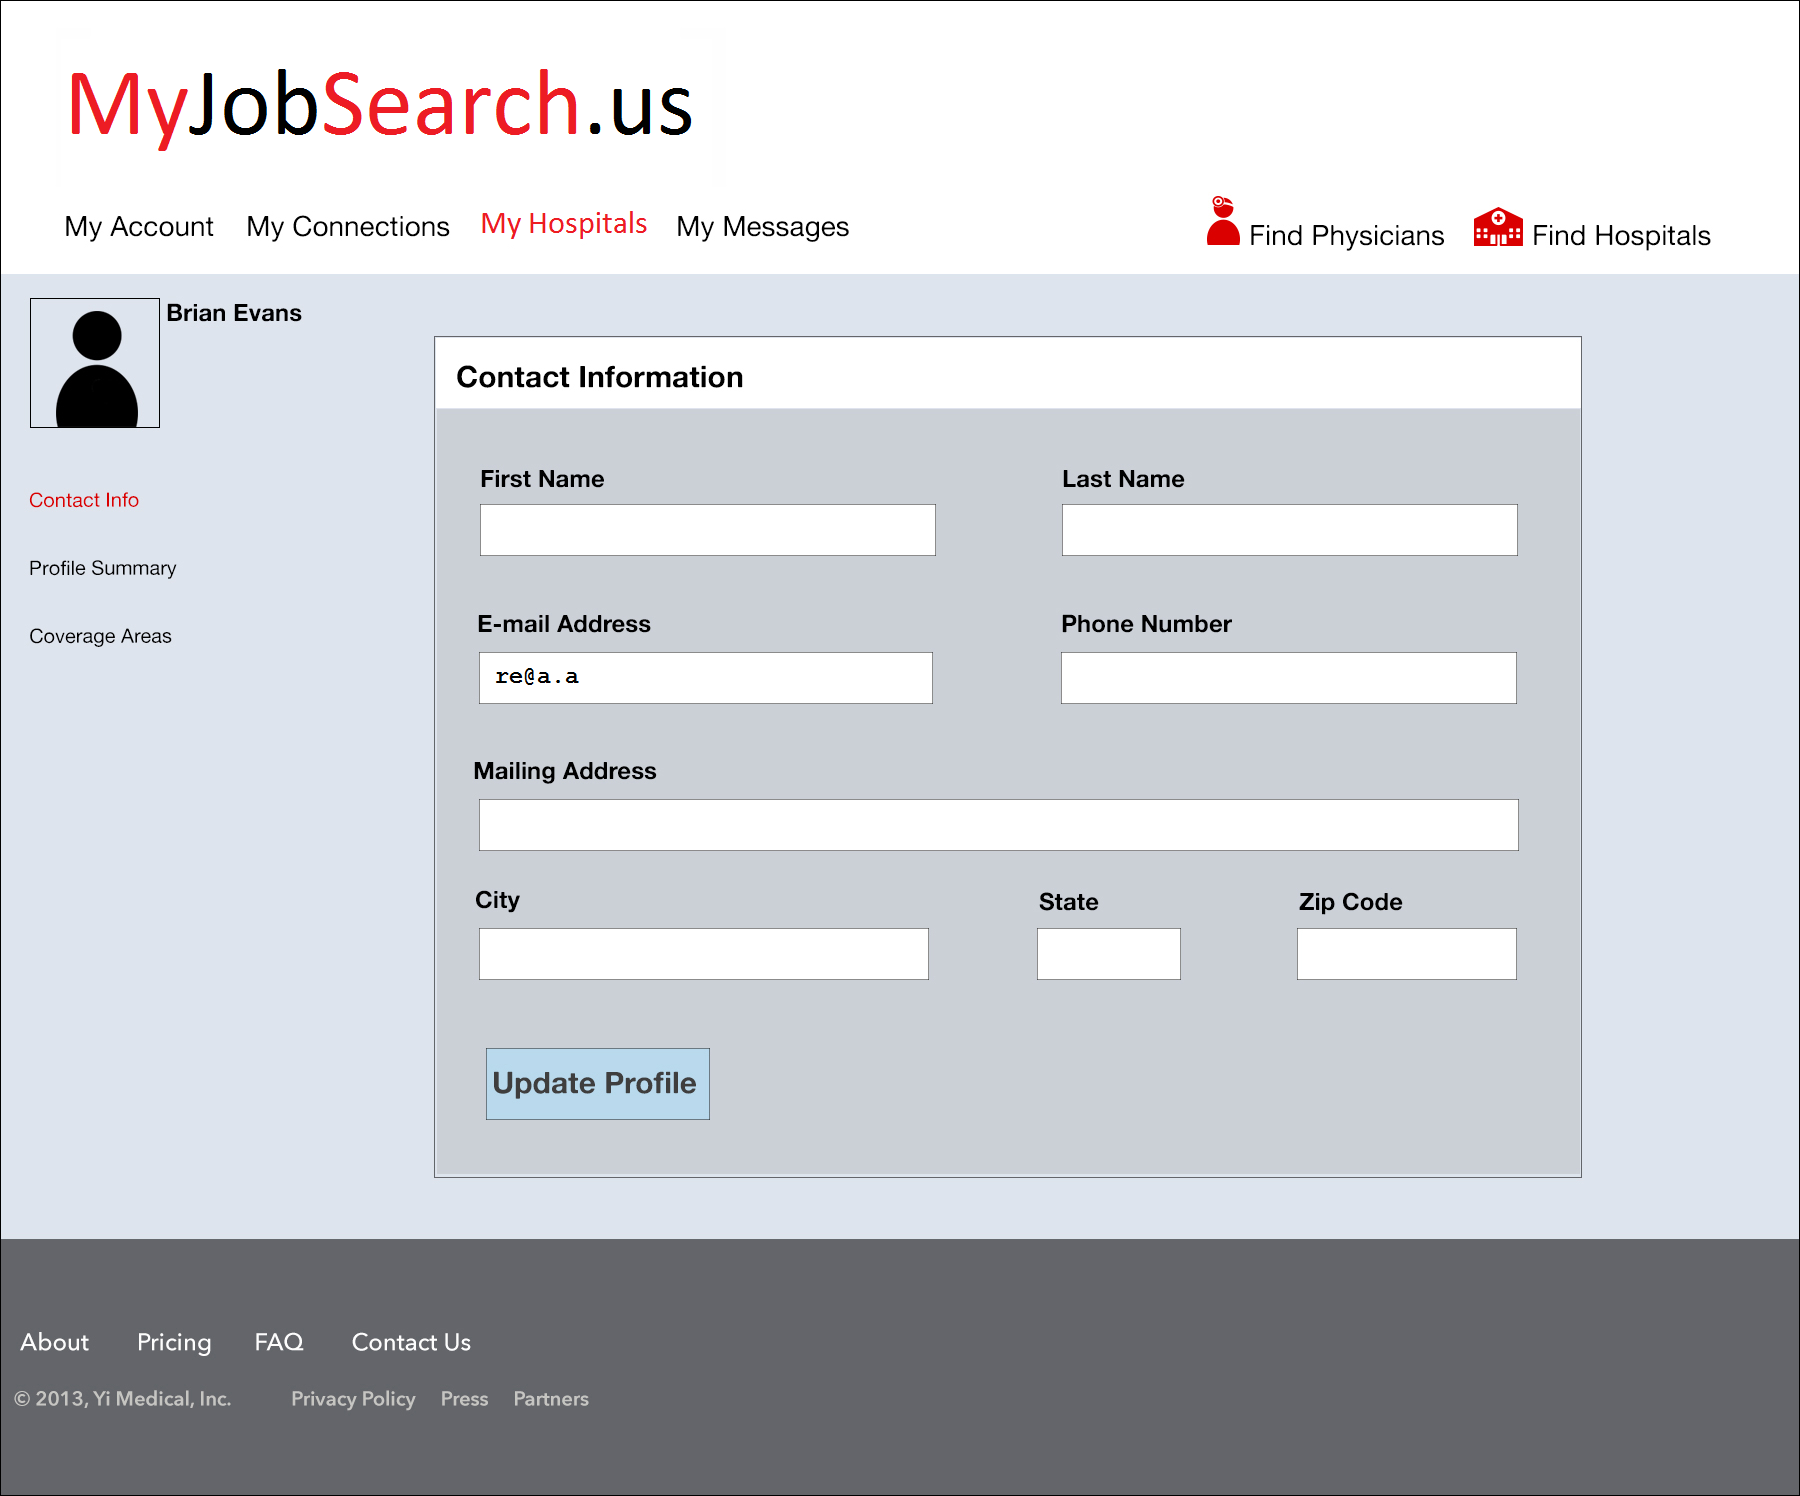 MyJobSearch.us
My Account My Connections My Hospitals My Messages Find Physicians Find Hospitals
Brian Evans
Contact Information
First Name Last Name
Contact Info
Profile Summary
Coverage Areas
E-mail Address Phone Number
re@a.a
Mailing Address
City State Zip Code
Update Profile
About Pricing FAQ Contact Us
© 2013, Yi Medical, Inc. Privacy Policy Press Partners